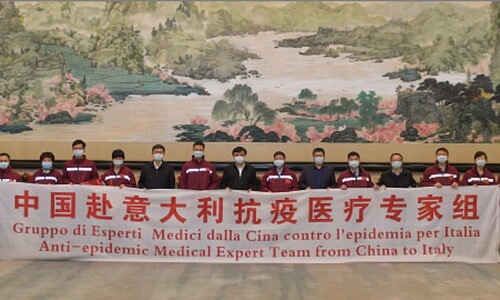 中国赴意大利抗疫医疗专家组
Gruppo di Esperti Medici dalla Cina contro l'epidemia per Italia
Anti-epidemic Medical Expert Team from China to Italy